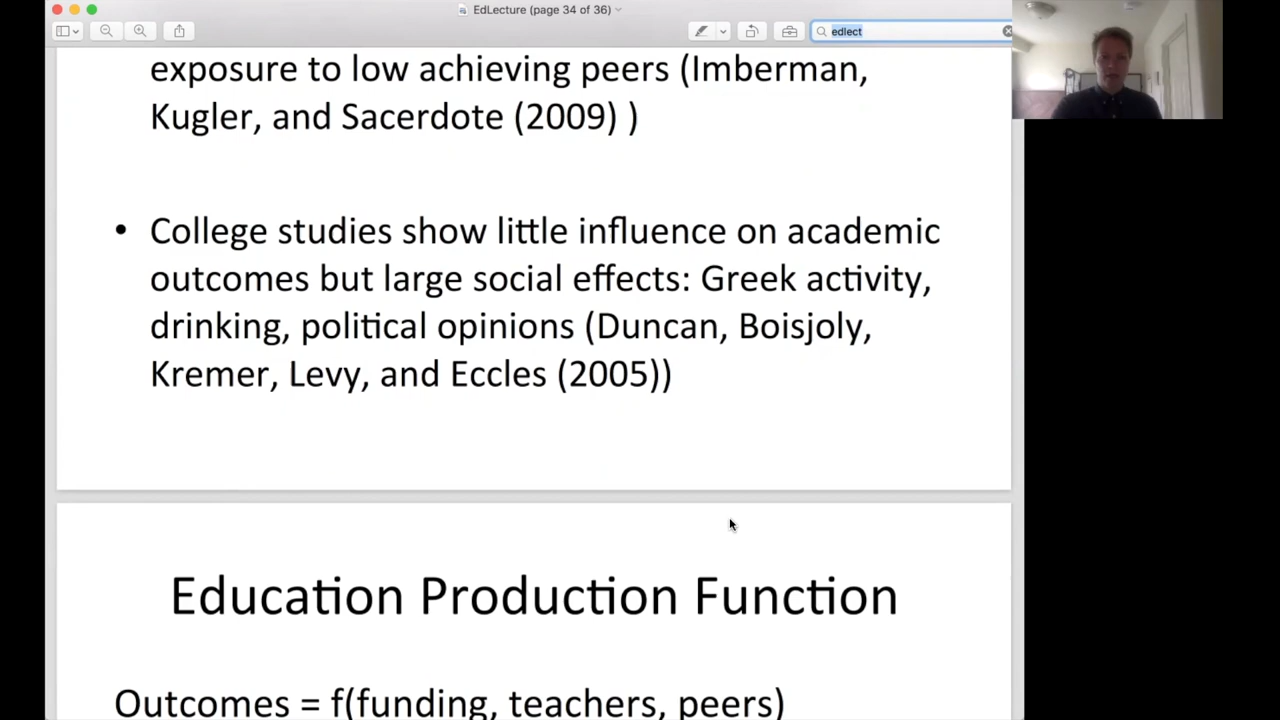 EdLecture (page 34 of 36)
edlect
exposure to low achieving peers (Imberman,
Kugler, and Sacerdote (2009) )
• College studies show little influence on academic
outcomes but large social effects: Greek activity,
drinking, political opinions (Duncan, Boisjoly,
Kremer, Levy, and Eccles (2005))
Education Production Function
Outcomes = f(funding, teachers, peers)